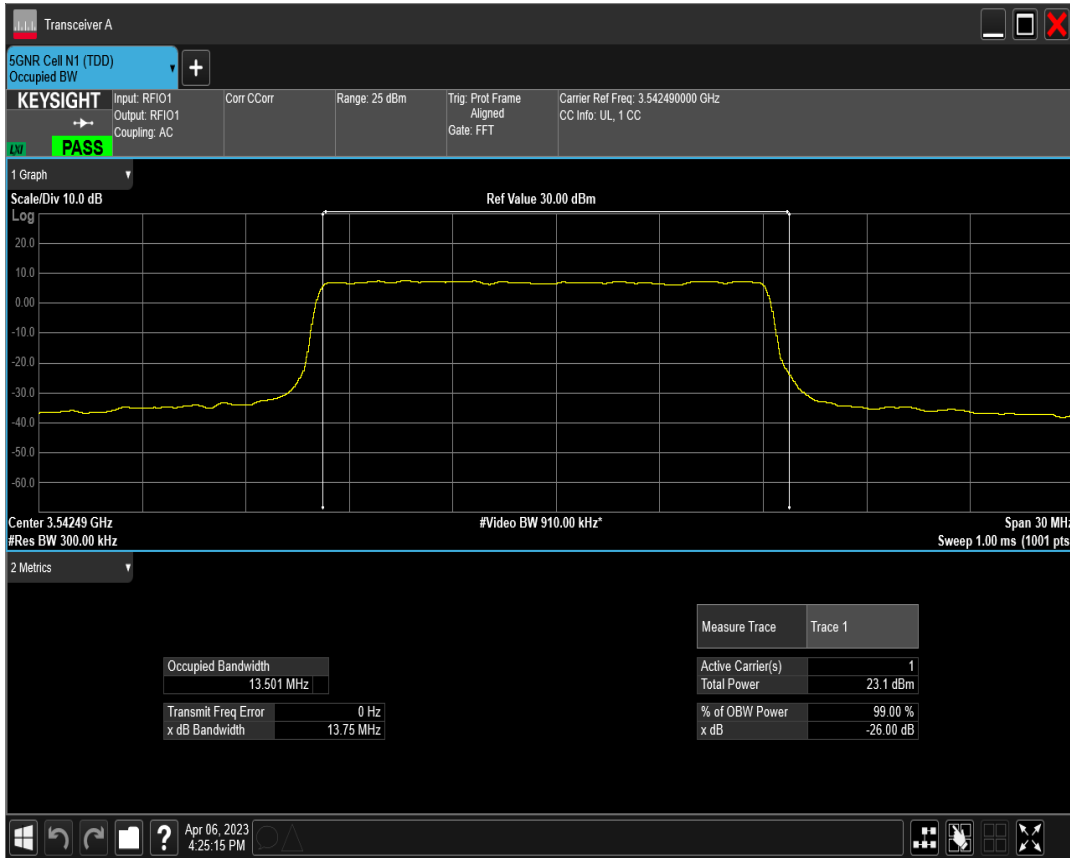 Transceiver A
5GNR Cell N1 (TDD)
Occupied BW
KEYSIGHT
LXI
PASS
Input: RFIO1
Output: RFIO1
Coupling: AC
Corr CCorr
Range: 25 dBm
Trig: Prot Frame
Aligned
Gate: FFT
Carrier Ref Freq: 3.542490000 GHz
CC Info: UL, 1 CC
1 Graph
Scale/Div 10.0 dB
Ref Value 30.00 dBm
Log
20.0
10.0
0.00
-10.0
-20.0
-30.0
-40.0
-50.0
-60.0
Center 3.54249 GHz
#Video BW 910.00 kHz*
Span 30 MHz
#Res BW 300.00 kHz
Sweep 1.00 ms (1001 pts
2 Metrics
Measure Trace Trace 1
Occupied Bandwidth
13.501 MHz
Active Carrier(s) 1
Total Power 23.1 dBm
Transmit Freq Error 0 Hz
x dB Bandwidth 13.75 MHz
% of OBW Power 99.00 %
x dB -26.00 dB
?
Apr 06, 2023
4:25:15 PM